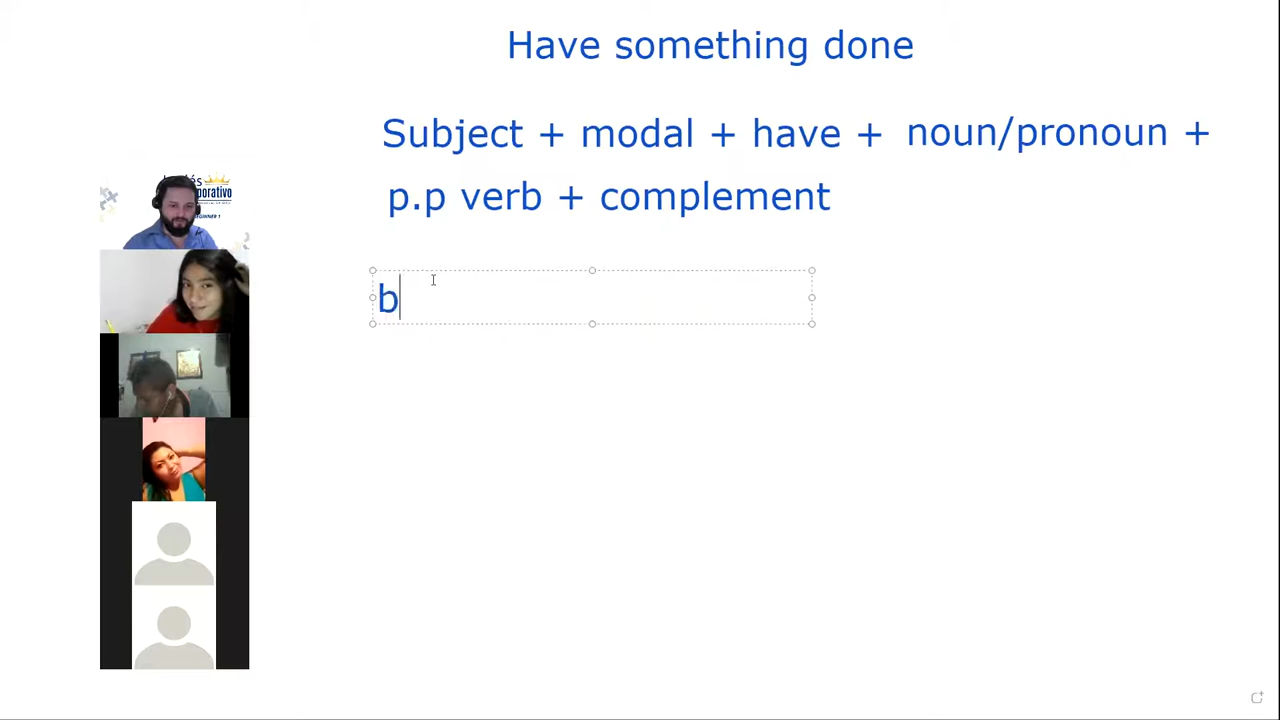 Have something done
Subject + modal + have + noun/pronoun +
p.p verb + complement
b